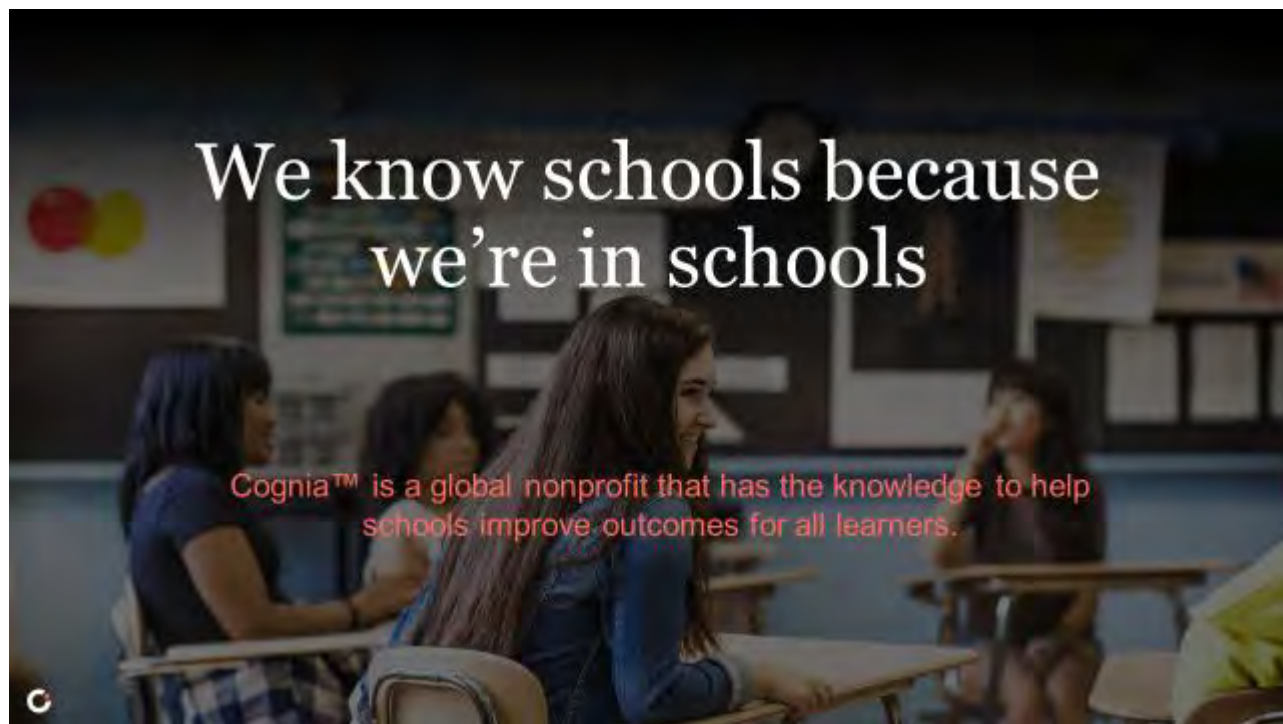 We know schools because
we’re in schools
Cognia™ is a global nonprofit that has the knowledge to help
schools improve outcomes for all learners.